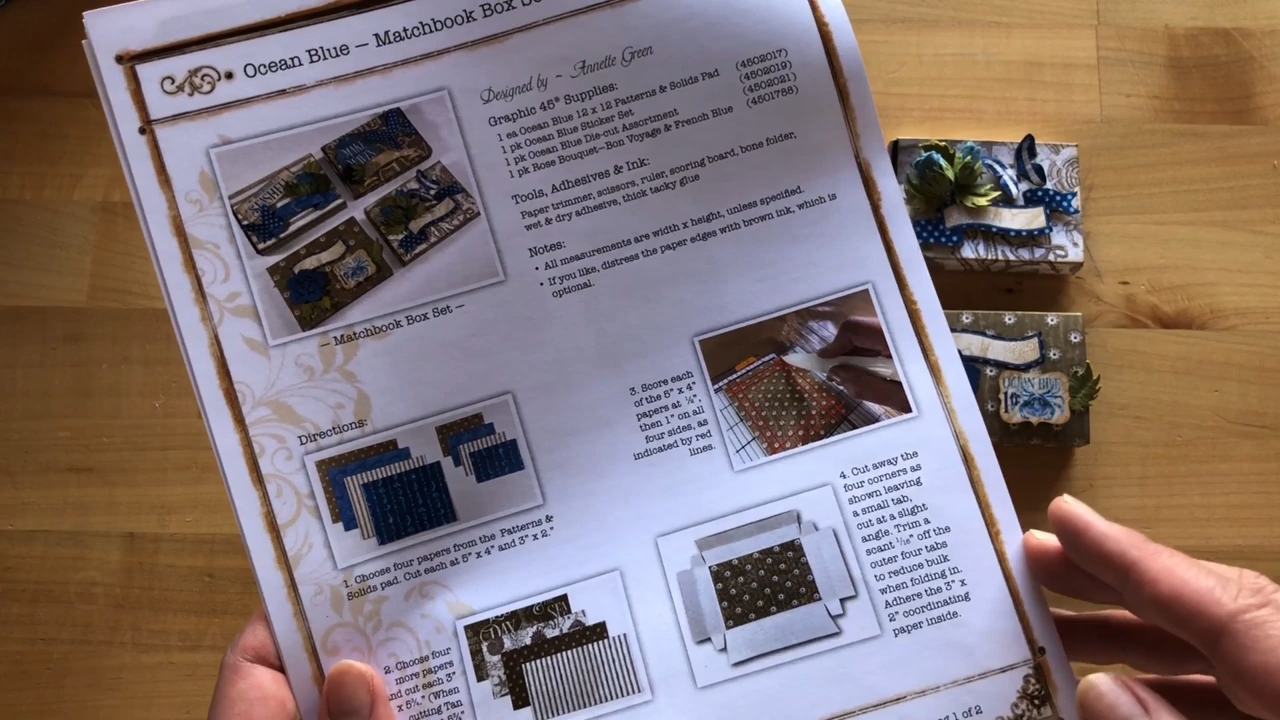 Ocean Blue – Matchbook Box
Designed by ~ Annette Green
Graphic 45® Supplies:
1 ea Ocean Blue 12 x 12 Patterns & Solids Pad (4502017)
1 pk Ocean Blue Sticker Set (4502019)
1 pk Ocean Blue Die-cut Assortment (4502021)
1 pk Rose Bouquet—Bon Voyage & French Blue (4501788)
Tools, Adhesives & Ink:
Paper trimmer, scissors, ruler, scoring board, bone folder,
wet & dry adhesive, thick tacky glue
Notes:
• All measurements are width x height, unless specified.
• If you like, distress the paper edges with brown ink, which is
optional.
— Matchbook Box Set —
Directions:
1. Choose four papers from the Patterns &
Solids pad. Cut each at 5" x 4" and 3" x 2."
2. Choose four
more papers
and cut each 3"
(When
cutting Tan
3. Score each
of the 5" x 4"
papers at ½",
then 1" on all
four sides, as
indicated by red
lines.
4. Cut away the
four corners as
shown leaving
a small tab,
cut at a slight
angle. Trim a
scant 1/16" off the
outer four tabs
to reduce bulk
when folding in.
Adhere the 3" x
2" coordinating
paper inside.
1 of 2
OCEAN BLUE
1¢